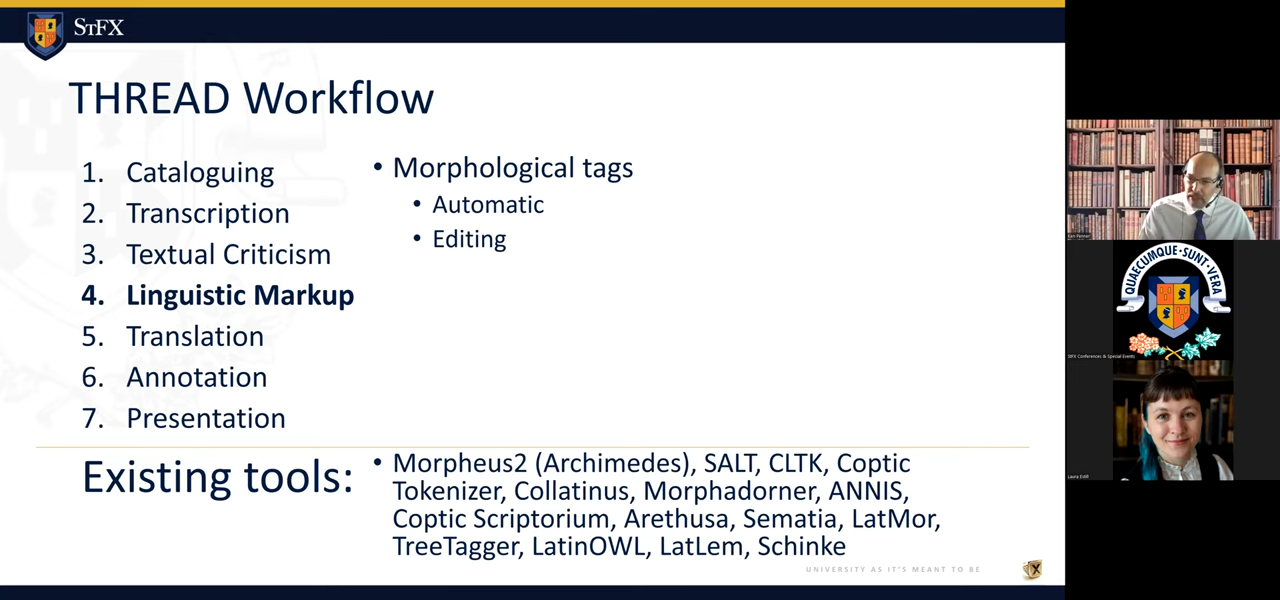 STFX
THREAD Workflow
1. Cataloguing
2. Transcription
3. Textual Criticism
4. Linguistic Markup
5. Translation
6. Annotation
7. Presentation
• Morphological tags
• Automatic
• Editing
Existing tools:
• Morpheus2 (Archimedes), SALT, CLTK, Coptic
Tokenizer, Collatinus, Morphadorner, ANNIS,
Coptic Scriptorium, Arethusa, Sematia, LatMor,
TreeTagger, LatinOWL, LatLem, Schinke
UNIVERSITY AS IT'S MEANT TO BE
X
Ken Penner
QUAECUMQUE·SUNT·VERA
StFX Conferences & Special Events
Laura Estill